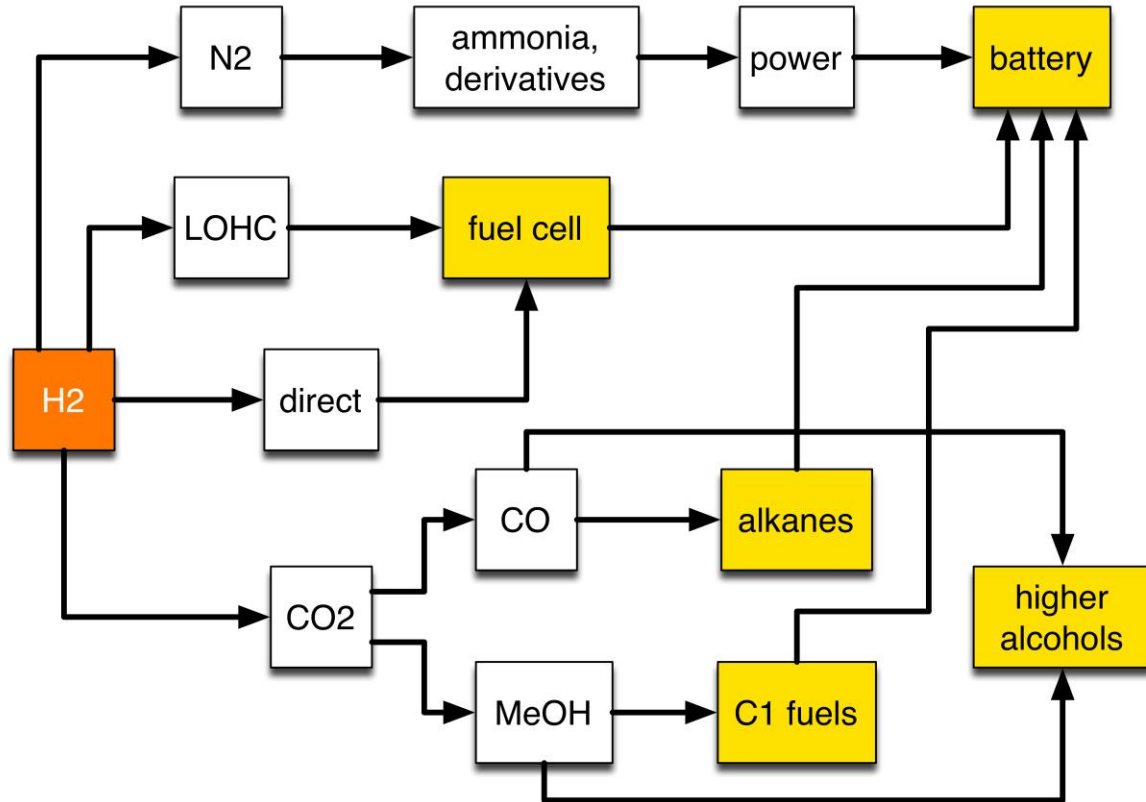 N2
ammonia,
derivatives
power
battery
LOHC
fuel cell
H2
direct
CO
alkanes
CO2
higher
alcohols
MeOH
C1 fuels